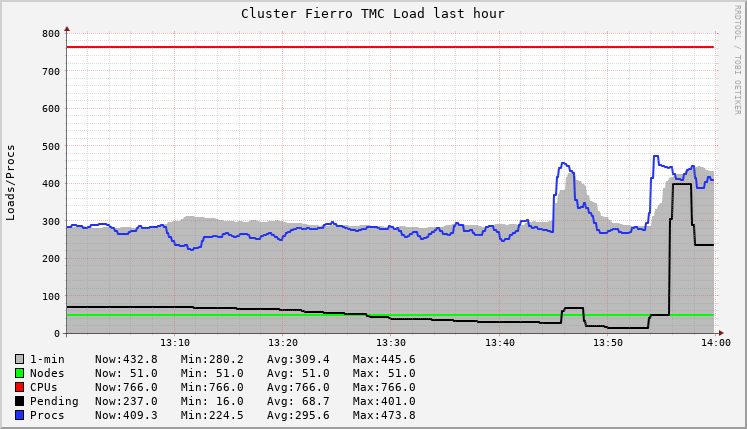 Cluster Fierro TMC Load last hour
RRDTOOL / TOBI OETIKER
Loads/Procs
800
700
600
500
400
300
200
100
0
13:10 13:20 13:30 13:40 13:50 14:00
1-min Now:432.8 Min:280.2 Avg:309.4 Max:445.6
Nodes Now: 51.0 Min: 51.0 Avg: 51.0 Max: 51.0
CPUs Now:766.0 Min:766.0 Avg:766.0 Max:766.0
Pending Now:237.0 Min: 16.0 Avg: 68.7 Max:401.0
Procs Now:409.3 Min:224.5 Avg:295.6 Max:473.8